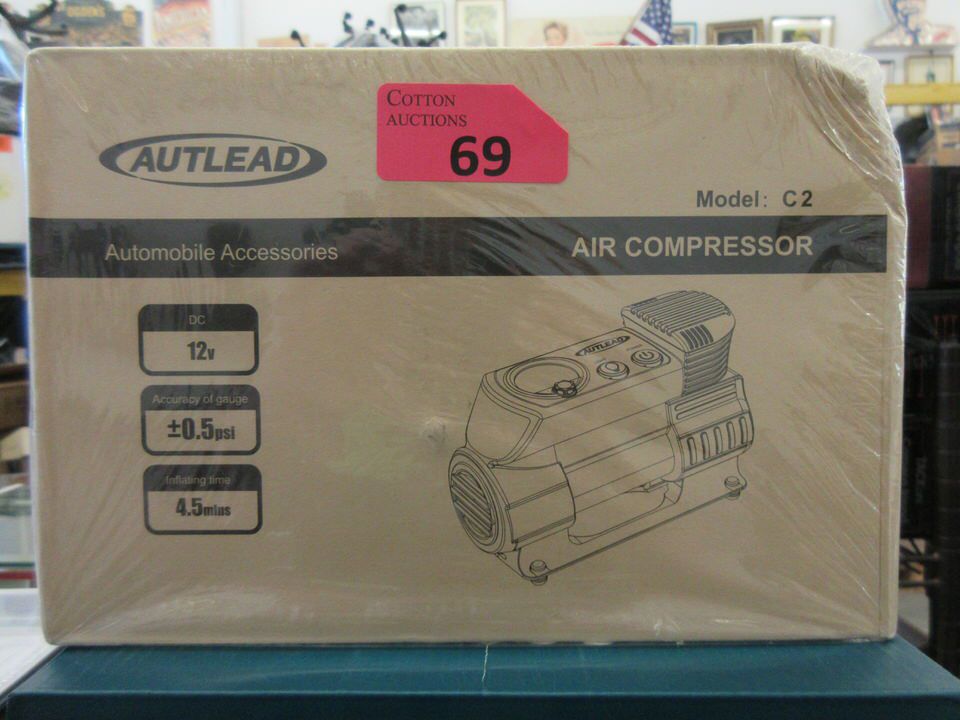 COTTON
AUCTIONS
69
AUTLEAD
Model: C2
Automobile Accessories
AIR COMPRESSOR
DC
12v
Accuracy of gauge
±0.5psi
Inflating time
4.5mins
AUTLEAD